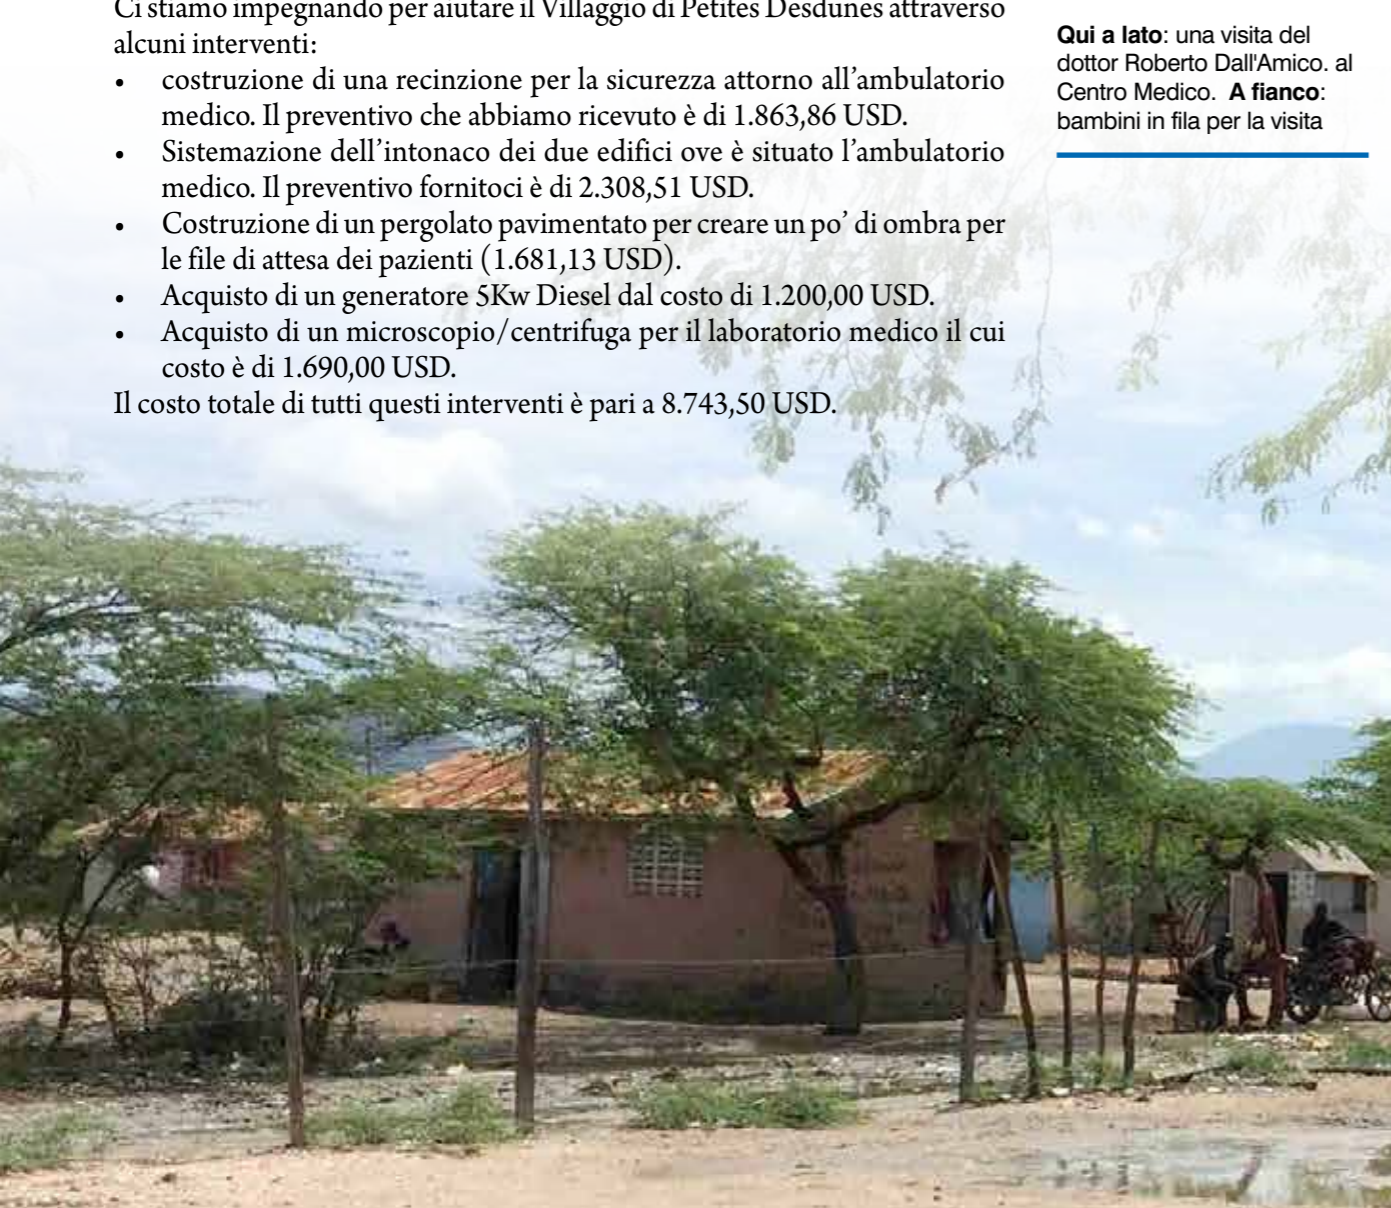 Ci stiamo impegnando per aiutare il Villaggio di Petites Desdunes attraverso
alcuni interventi:
• costruzione di una recinzione per la sicurezza attorno all’ambulatorio
medico. Il preventivo che abbiamo ricevuto è di 1.863,86 USD.
• Sistemazione dell’intonaco dei due edifici ove è situato l’ambulatorio
medico. Il preventivo fornitoci è di 2.308,51 USD.
• Costruzione di un pergolato pavimentato per creare un po’ di ombra per
le file di attesa dei pazienti (1.681,13 USD).
• Acquisto di un generatore 5Kw Diesel dal costo di 1.200,00 USD.
• Acquisto di un microscopio/centrifuga per il laboratorio medico il cui
costo è di 1.690,00 USD.
Il costo totale di tutti questi interventi è pari a 8.743,50 USD.
Qui a lato: una visita del
dottor Roberto Dall'Amico. al
Centro Medico. A fianco:
bambini in fila per la visita